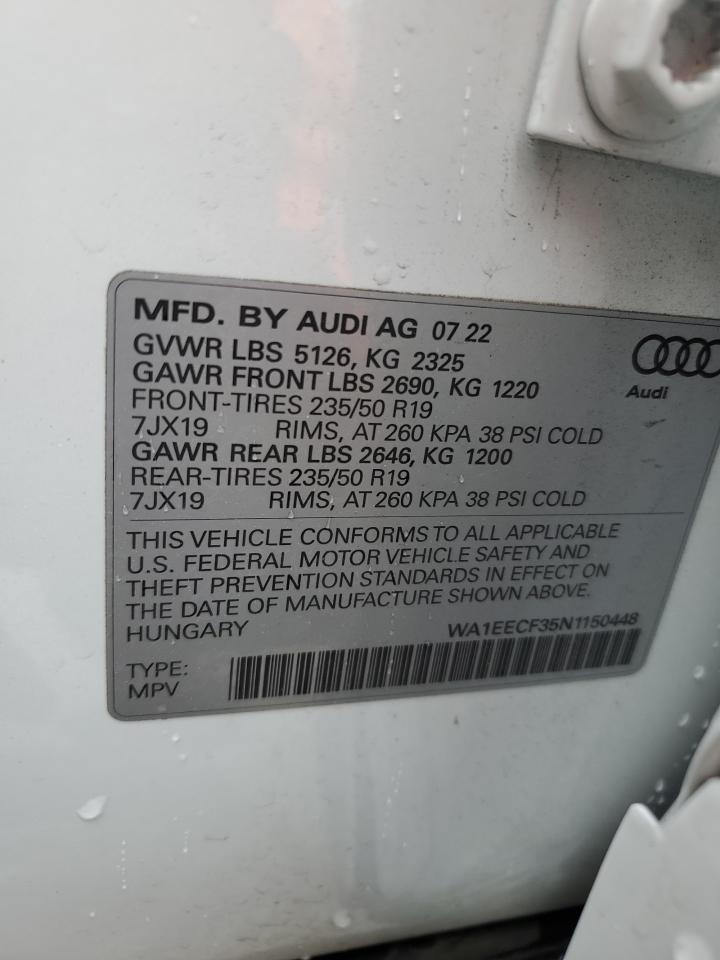 MFD. BY AUDI AG 07 22
GVWR LBS 5126, KG 2325
GAWR FRONT LBS 2690, KG 1220
FRONT-TIRES 235/50 R19
7JX19 RIMS, AT 260 KPA 38 PSI COLD
GAWR REAR LBS 2646, KG 1200
REAR-TIRES 235/50 R19
7JX19 RIMS, AT 260 KPA 38 PSI COLD
Audi
THIS VEHICLE CONFORMS TO ALL APPLICABLE
U.S. FEDERAL MOTOR VEHICLE SAFETY AND
THEFT PREVENTION STANDARDS IN EFFECT ON
THE DATE OF MANUFACTURE SHOWN ABOVE.
HUNGARY WA1EECF35N1150448
TYPE:
MPV